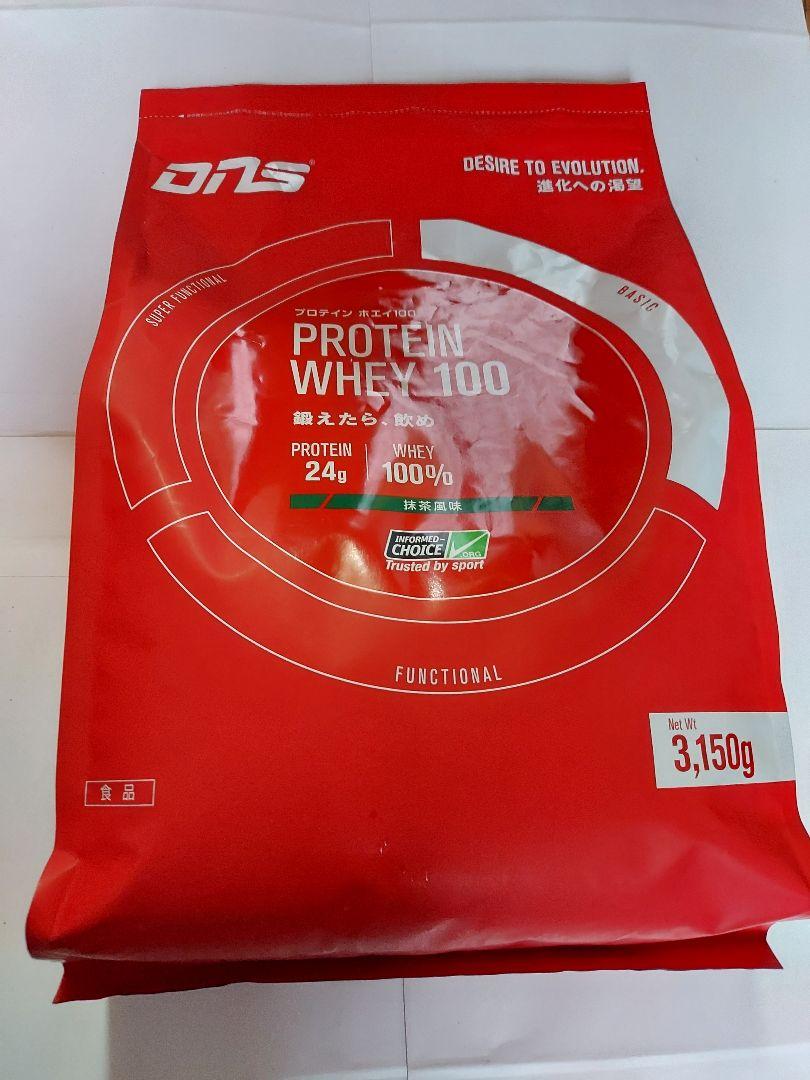 DNS®
DESIRE TO EVOLUTION.
進化への渇望
SUPER FUNCTIONAL
BASIC
プロテイン ホエイ100
PROTEIN
WHEY 100
鍛えたら、飲め
PROTEIN
24g
WHEY
100%
抹茶風味
INFORMED-
CHOICE
.ORG
Trusted by sport
FUNCTIONAL
Net Wt
3,150g
食品